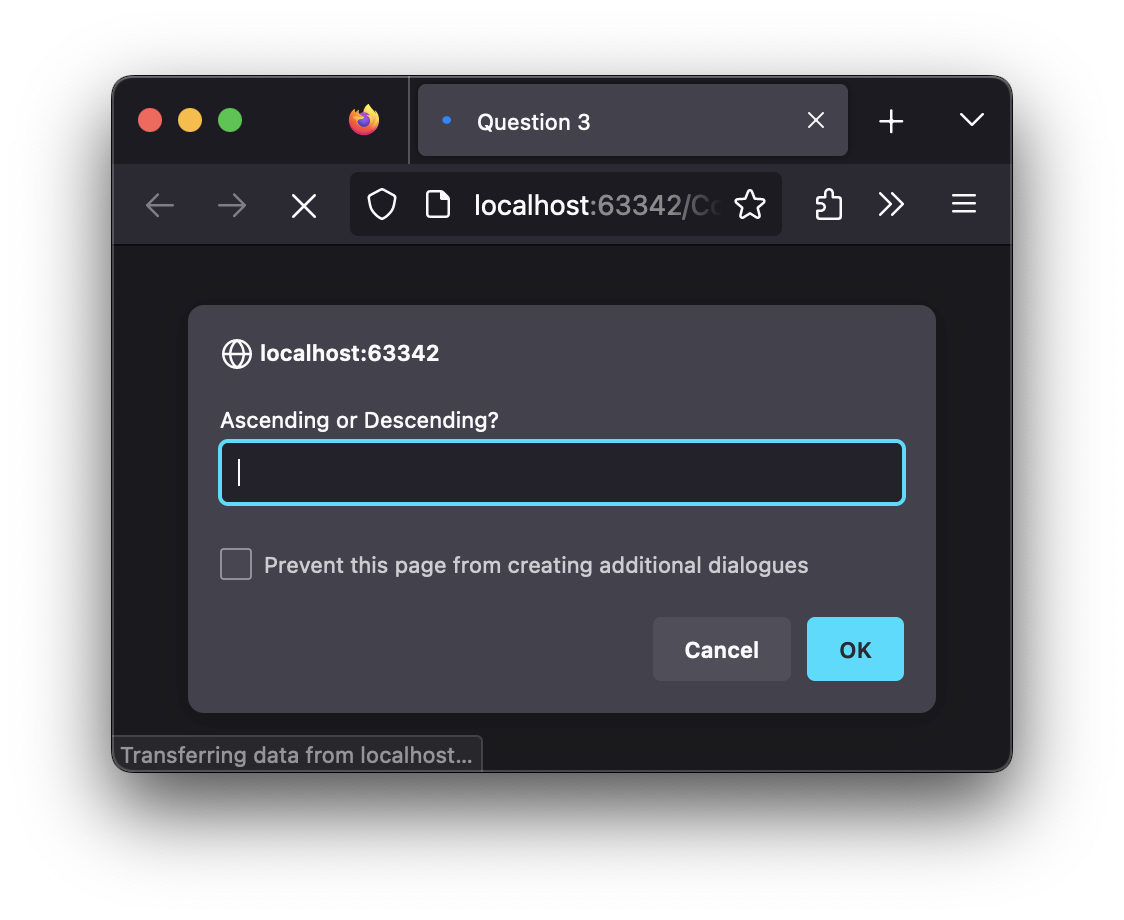 Question 3
localhost:63342/Co
localhost:63342
Ascending or Descending?
Prevent this page from creating additional dialogues
Cancel
OK
Transferring data from localhost...